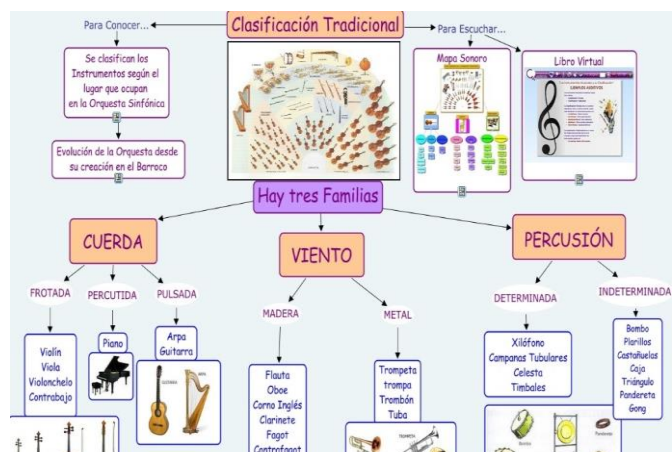 Clasificación Tradicional
Para Conocer...
Para Escuchar...
Se clasifican los
Instrumentos según el
lugar que ocupan
en la Orquesta Sinfónica
Evolución de la Orquesta desde
su creación en el Barroco
Mapa Sonoro
Libro Virtual
Hay tres Familias
CUERDA
VIENTO
PERCUSIÓN
FROTADA
PERCUTIDA
PULSADA
MADERA
METAL
DETERMINADA
INDETERMINADA
Violín
Viola
Violonchelo
Contrabajo
Piano
Arpa
Guitarra
Flauta
Oboe
Corno Inglés
Clarinete
Fagot
Contrafagot
Trompeta
trompa
Trombón
Tuba
Xilófono
Campanas Tubulares
Celesta
Timbales
Bombo
Plarillos
Castañuelas
Caja
Triángulo
Pandereta
Gong